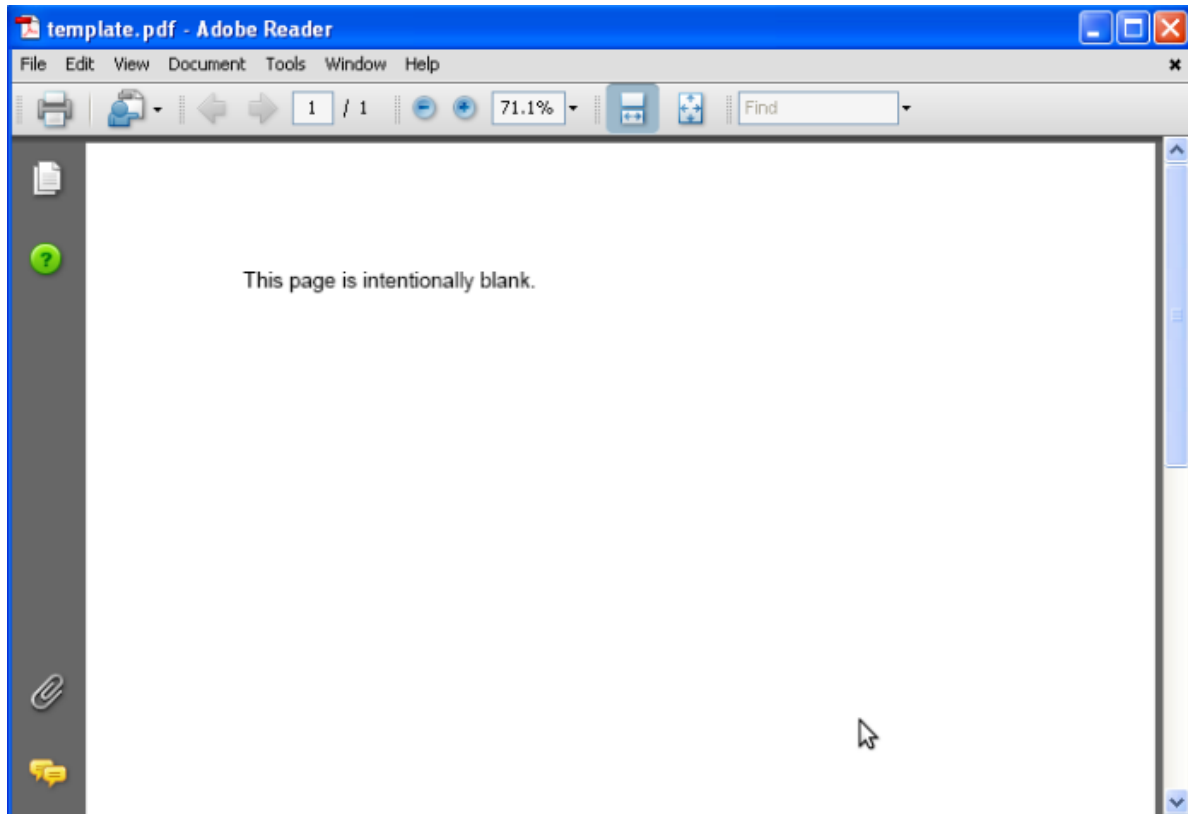 template.pdf - Adobe Reader
File Edit View Document Tools Window Help
1 / 1 71.1% Find
This page is intentionally blank.